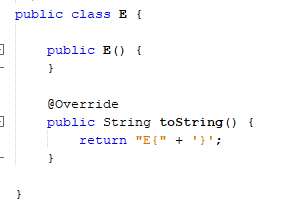 public class E {
public E() {
}
@Override
public String toString() {
return "E{" + '}';
}
}